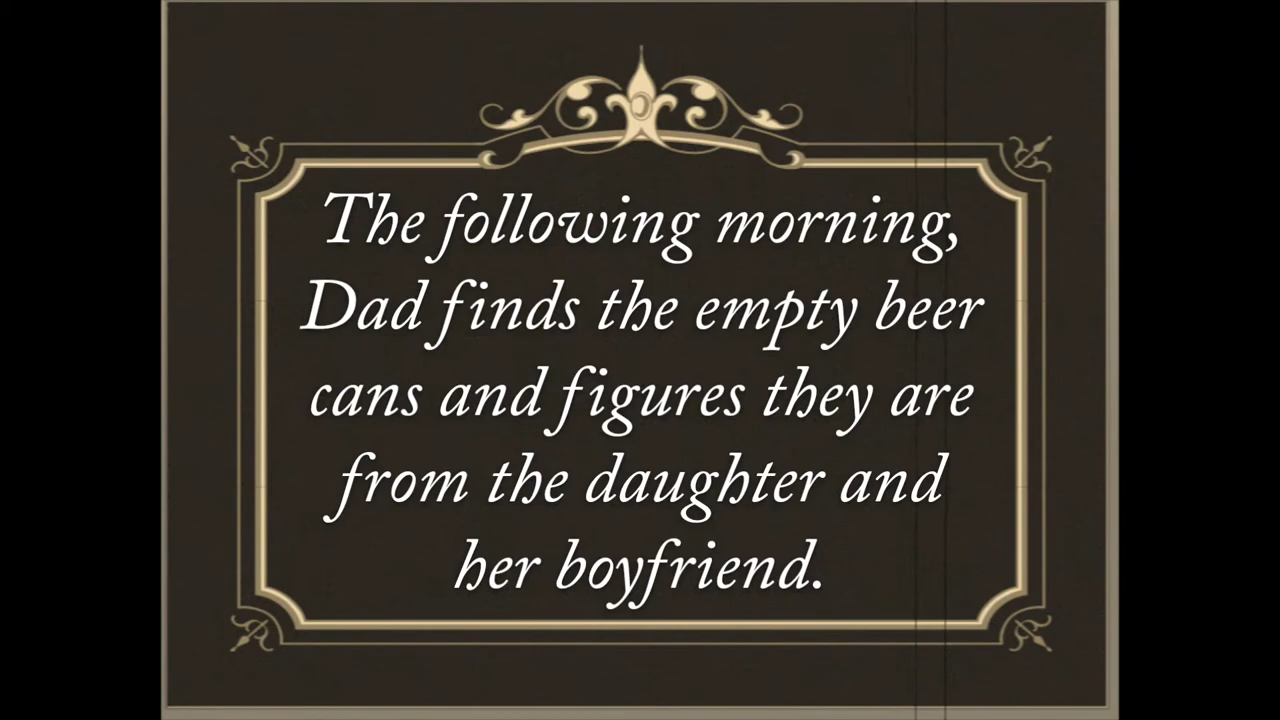 The following morning,
Dad finds the empty beer
cans and figures they are
from the daughter and
her boyfriend.